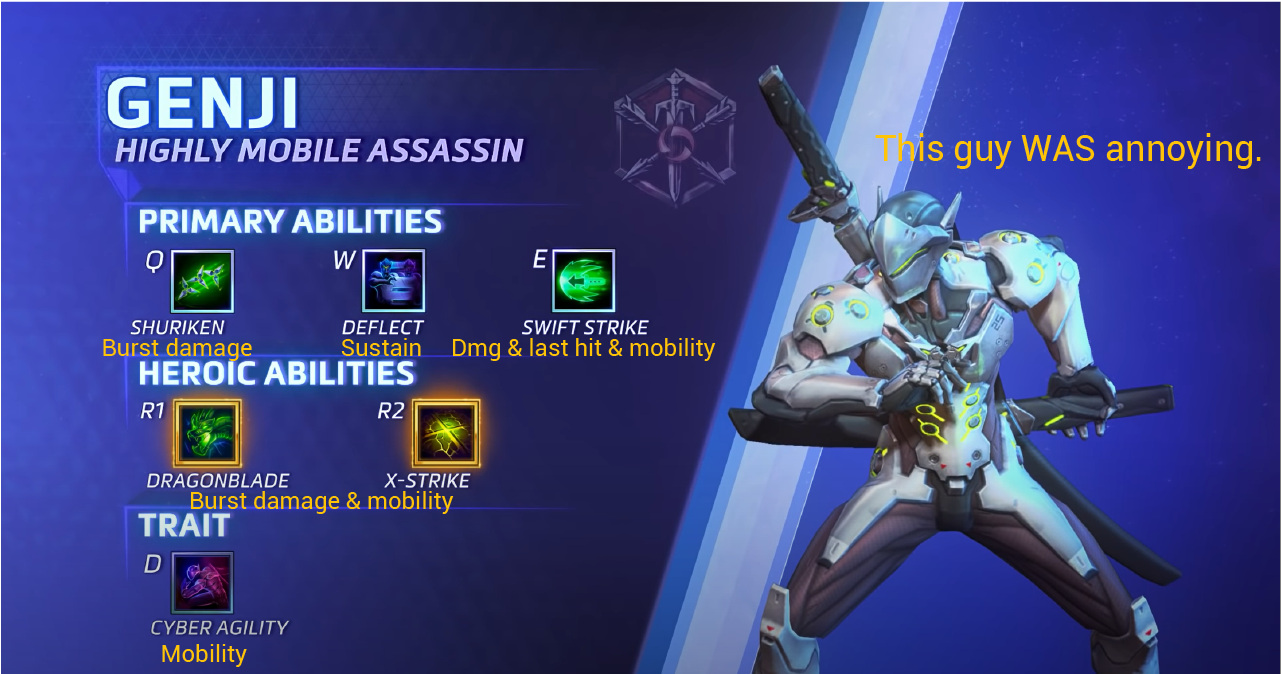 GENJI
HIGHLY MOBILE ASSASSIN
This guy WAS annoying.
PRIMARY ABILITIES
Q W E
SHURIKEN DEFLECT SWIFT STRIKE
Burst damage Sustain Dmg & last hit & mobility
HEROIC ABILITIES
R1 R2
DRAGONBLADE X-STRIKE
Burst damage & mobility
TRAIT
D
CYBER AGILITY
Mobility